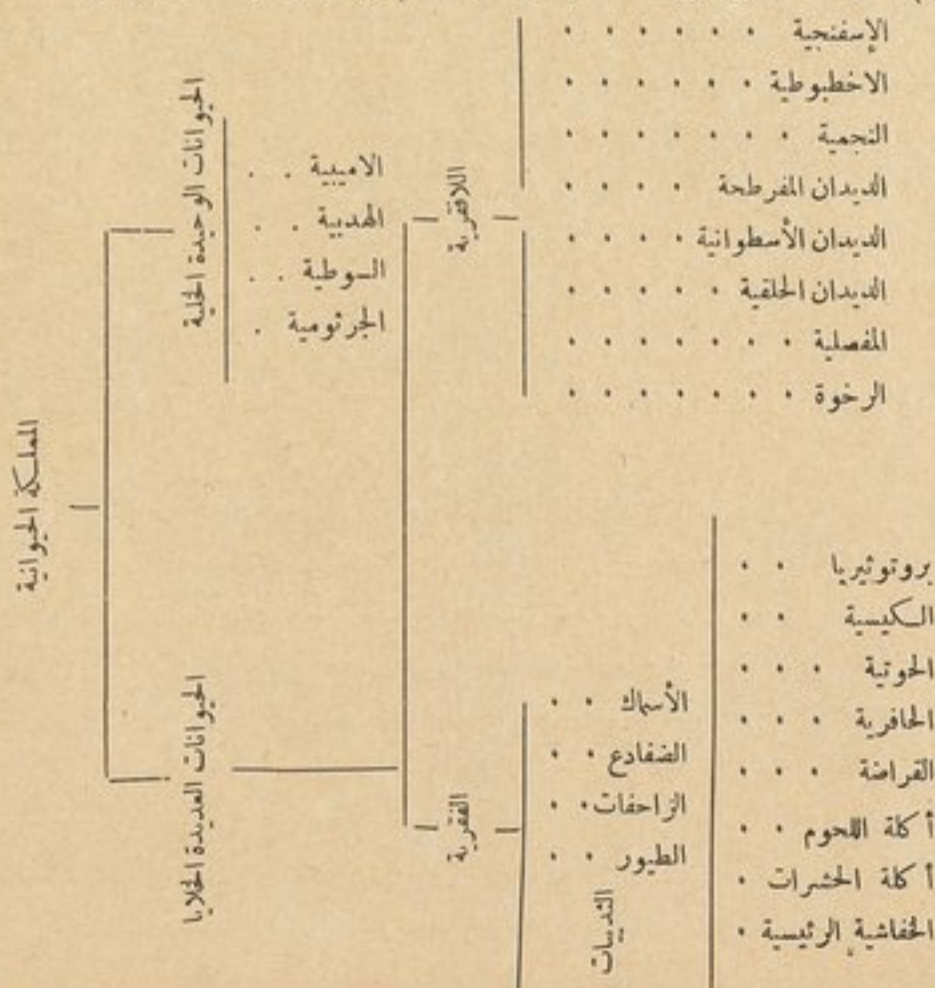 المملكة الحيوانية
الحيوانات الوحيدة الخلية
الاميبية . .
الهدبية . .
السوطية . .
الجرثومية .
الحيوانات العديدة الخلايا
اللافقرية
الإسفنجية . . . . . .
الاخطبوطية . . . . . .
النجمية . . . . . . .
الديدان المفرطحة . . . .
الديدان الأسطوانية . . . .
الديدان الحلقية . . . . .
المفصلية . . . . . . .
الرخوة . . . . . . .
الفقرية
الأسماك . .
الضفادع . .
الزاحفات . .
الطيور . .
الثدييات
بروتوثيريا . .
الكيسية . .
الحوتية . . .
الحافرية . . .
القراضة . . .
أكلة اللحوم . .
أكلة الحشرات .
الخفاشية الرئيسية .